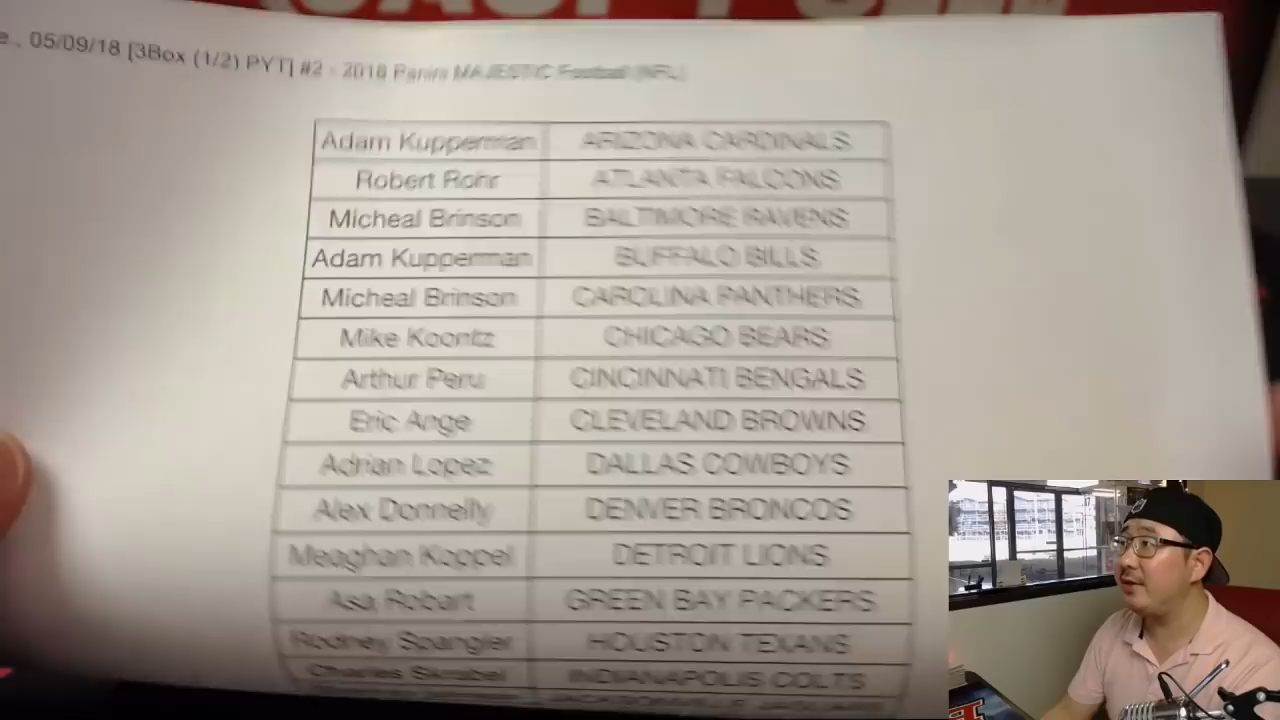 e., 05/09/18 [3Box (1/2) PYT] #2 - 2018 Panini MAJESTIC Football (NFL)
Adam Kupperman ARIZONA CARDINALS
Robert Rohr ATLANTA FALCONS
Micheal Brinson BALTIMORE RAVENS
Adam Kupperman BUFFALO BILLS
Micheal Brinson CAROLINA PANTHERS
Mike Koontz CHICAGO BEARS
Arthur Peru CINCINNATI BENGALS
Eric Ange CLEVELAND BROWNS
Adrian Lopez DALLAS COWBOYS
Alex Donnelly DENVER BRONCOS
Meaghan Koppel DETROIT LIONS
Asa Robart GREEN BAY PACKERS
Rodney Spangler HOUSTON TEXANS
Charles INDIANAPOLIS COLTS